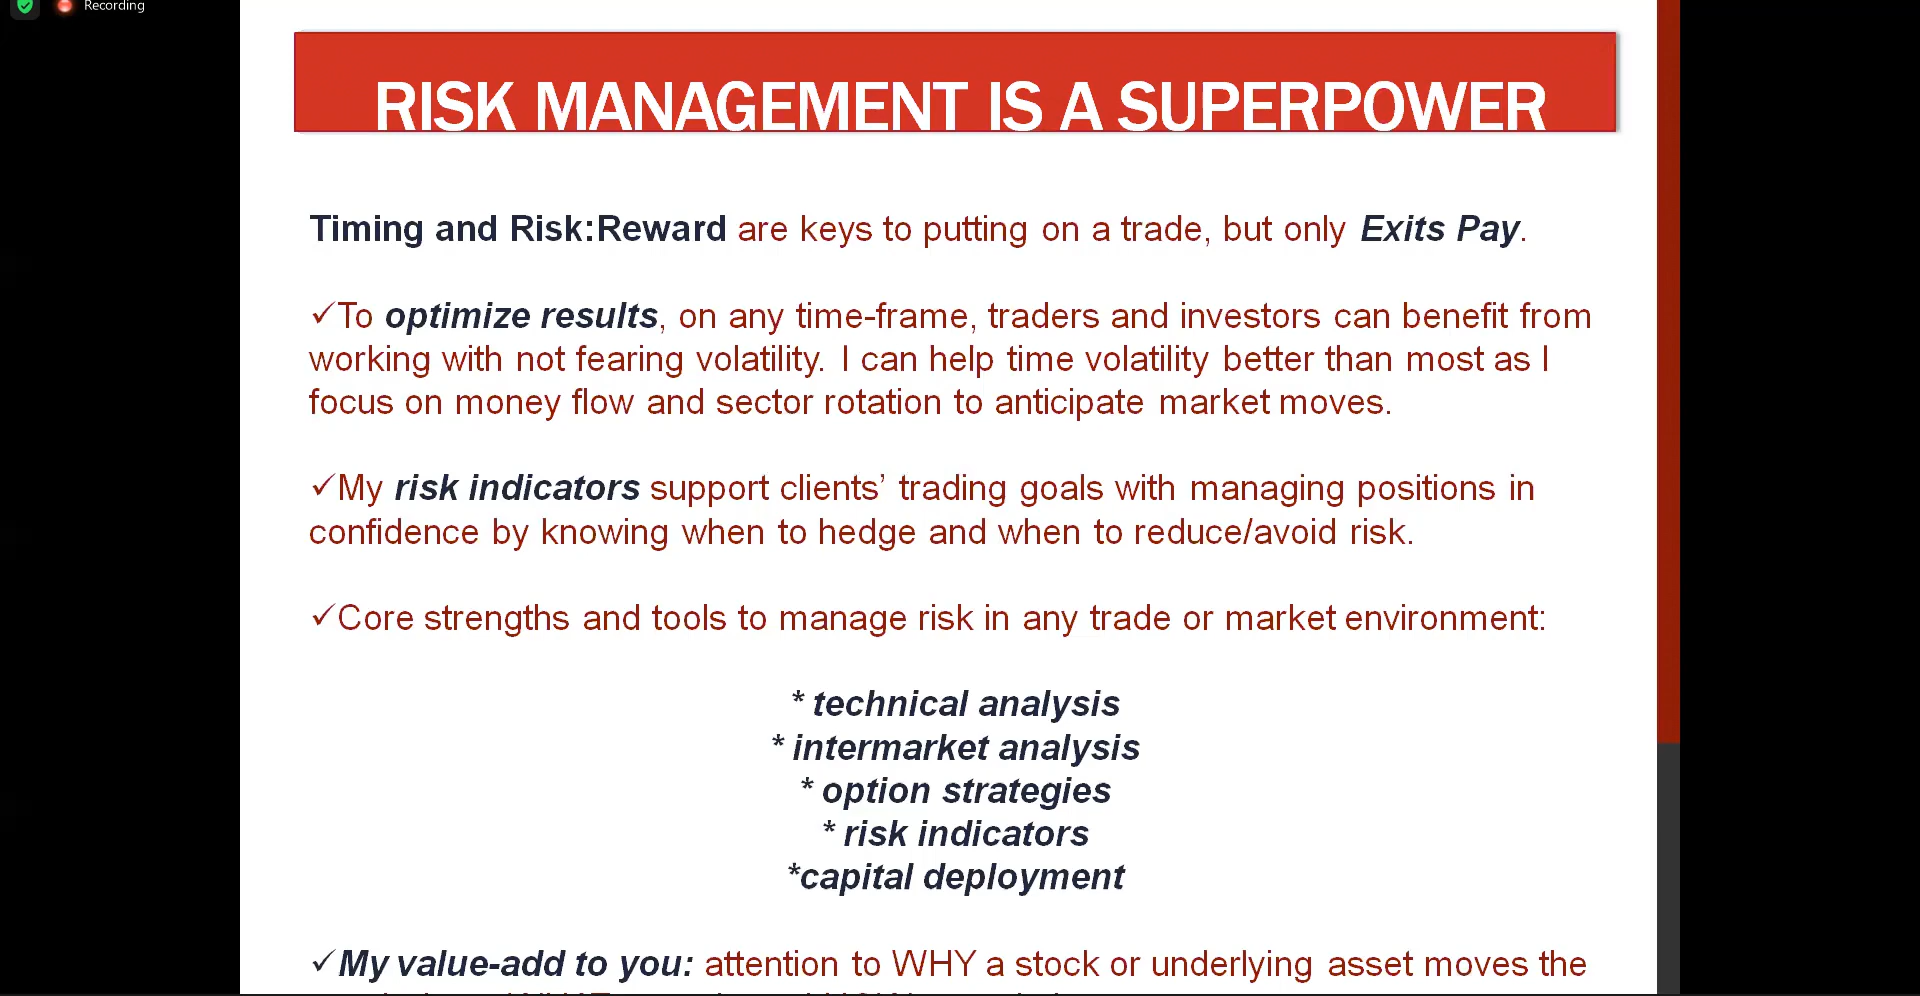 Recording
RISK MANAGEMENT IS A SUPERPOWER
Timing and Risk:Reward are keys to putting on a trade, but only Exits Pay.
✓To optimize results, on any time-frame, traders and investors can benefit from
working with not fearing volatility. I can help time volatility better than most as I
focus on money flow and sector rotation to anticipate market moves.
✓My risk indicators support clients’ trading goals with managing positions in
confidence by knowing when to hedge and when to reduce/avoid risk.
✓Core strengths and tools to manage risk in any trade or market environment:
* technical analysis
* intermarket analysis
* option strategies
* risk indicators
*capital deployment
✓My value-add to you: attention to WHY a stock or underlying asset moves the